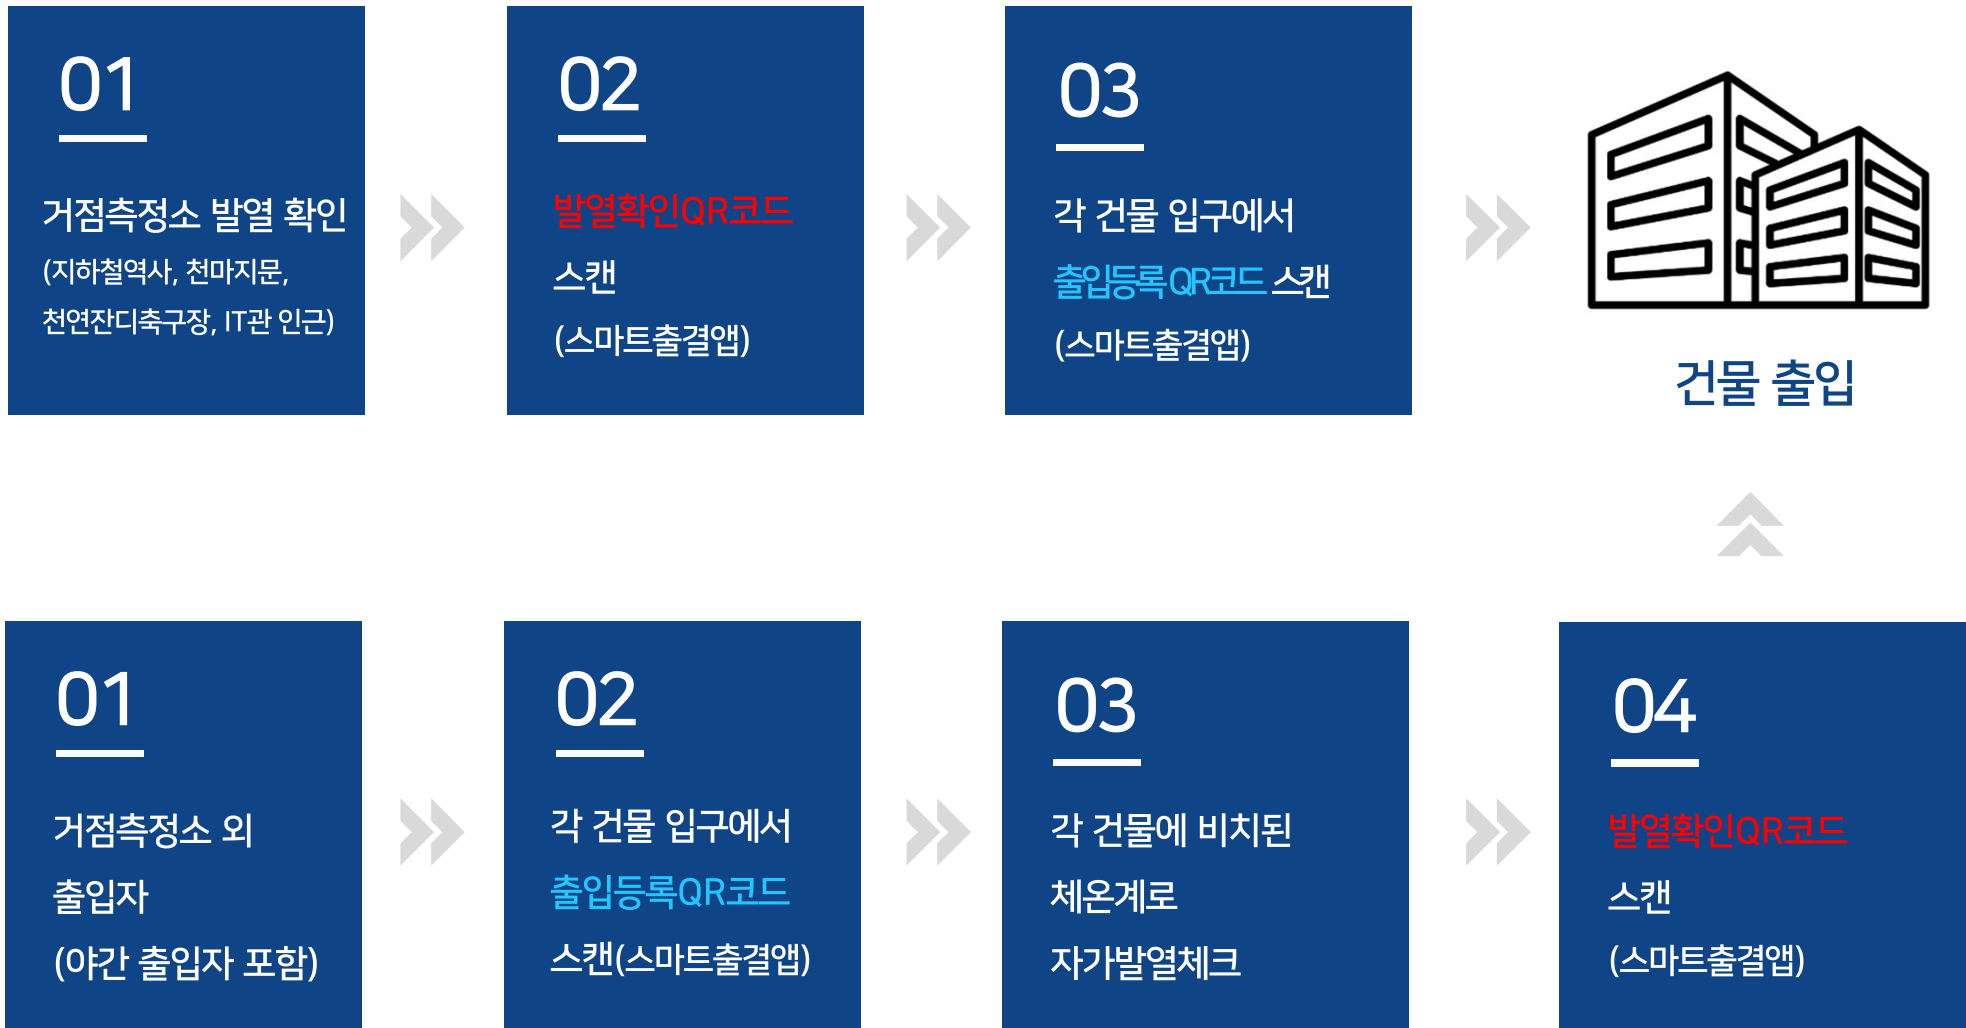 01
거점측정소 발열 확인
(지하철역사, 천마지문,
천연잔디축구장, IT관 인근)
02
발열확인QR코드
스캔
(스마트출결앱)
03
각 건물 입구에서
출입등록QR코드 스캔
(스마트출결앱)
건물 출입
01
거점측정소 외
출입자
(야간 출입자 포함)
02
각 건물 입구에서
출입등록QR코드
스캔(스마트출결앱)
03
각 건물에 비치된
체온계로
자가발열체크
04
발열확인QR코드
스캔
(스마트출결앱)